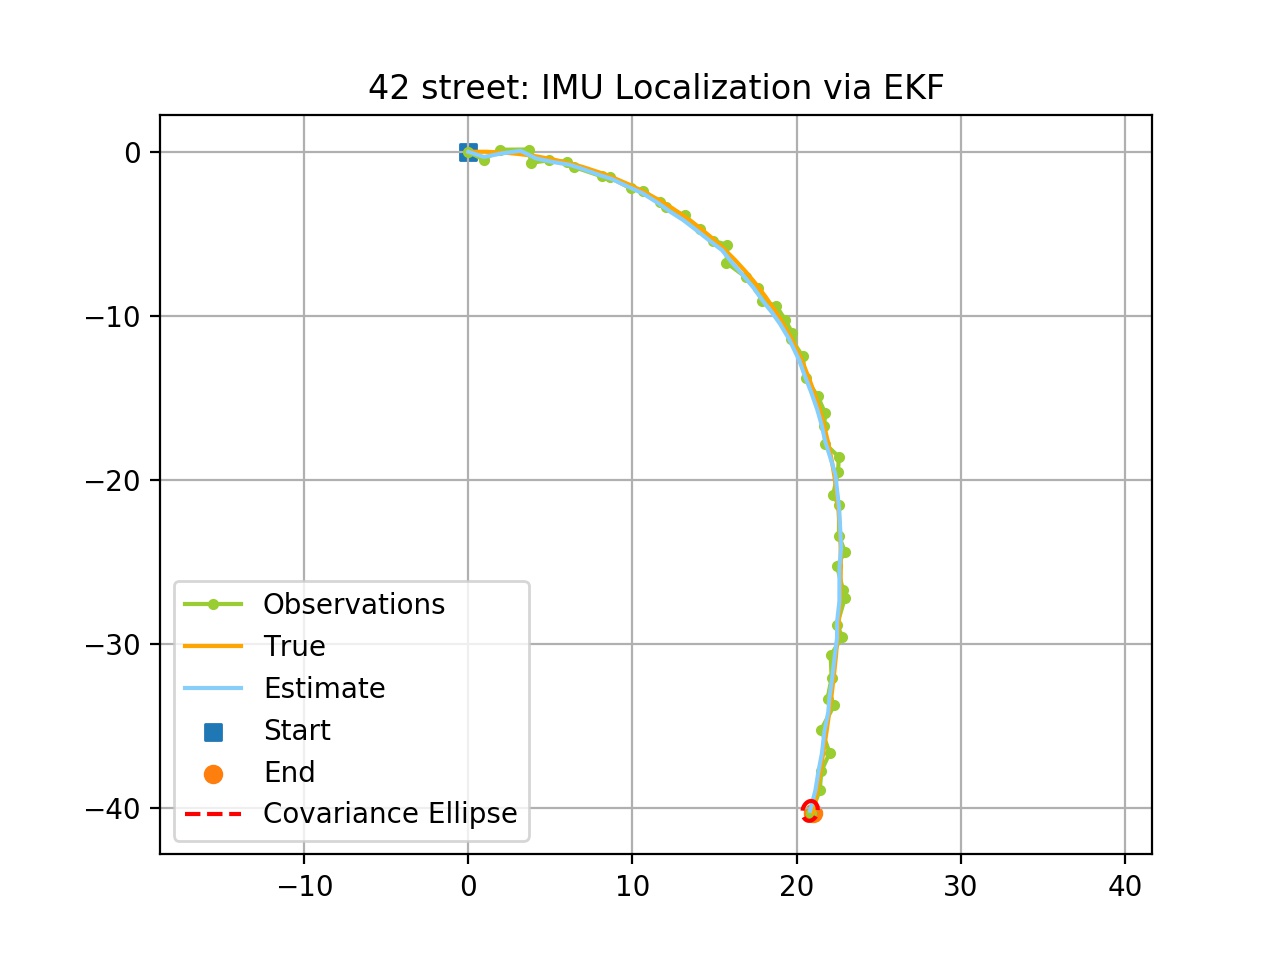 42 street: IMU Localization via EKF
0
−10
−20
−30
−40
Observations
True
Estimate
Start
End
Covariance Ellipse
−10 0 10 20 30 40